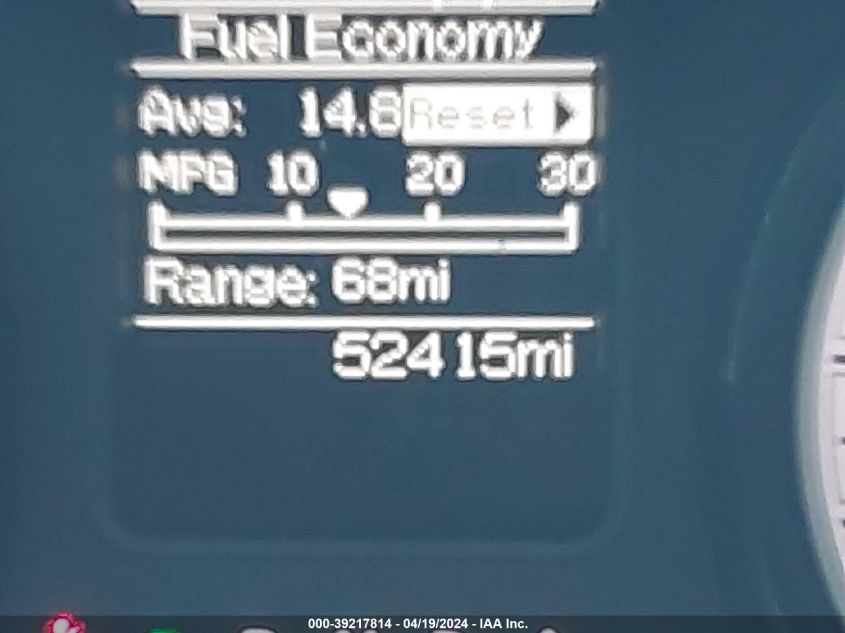 Fuel Economy
Avg: 14.8 Reset
MPG 10 20 30
Range: 68mi
52415mi
000-39217814 - 04/19/2024 - IAA Inc.